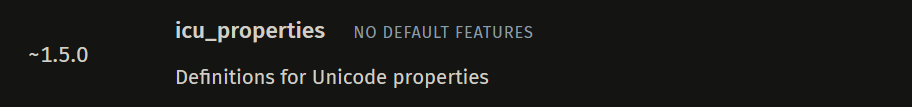 icu_properties NO DEFAULT FEATURES
~1.5.0
Definitions for Unicode properties